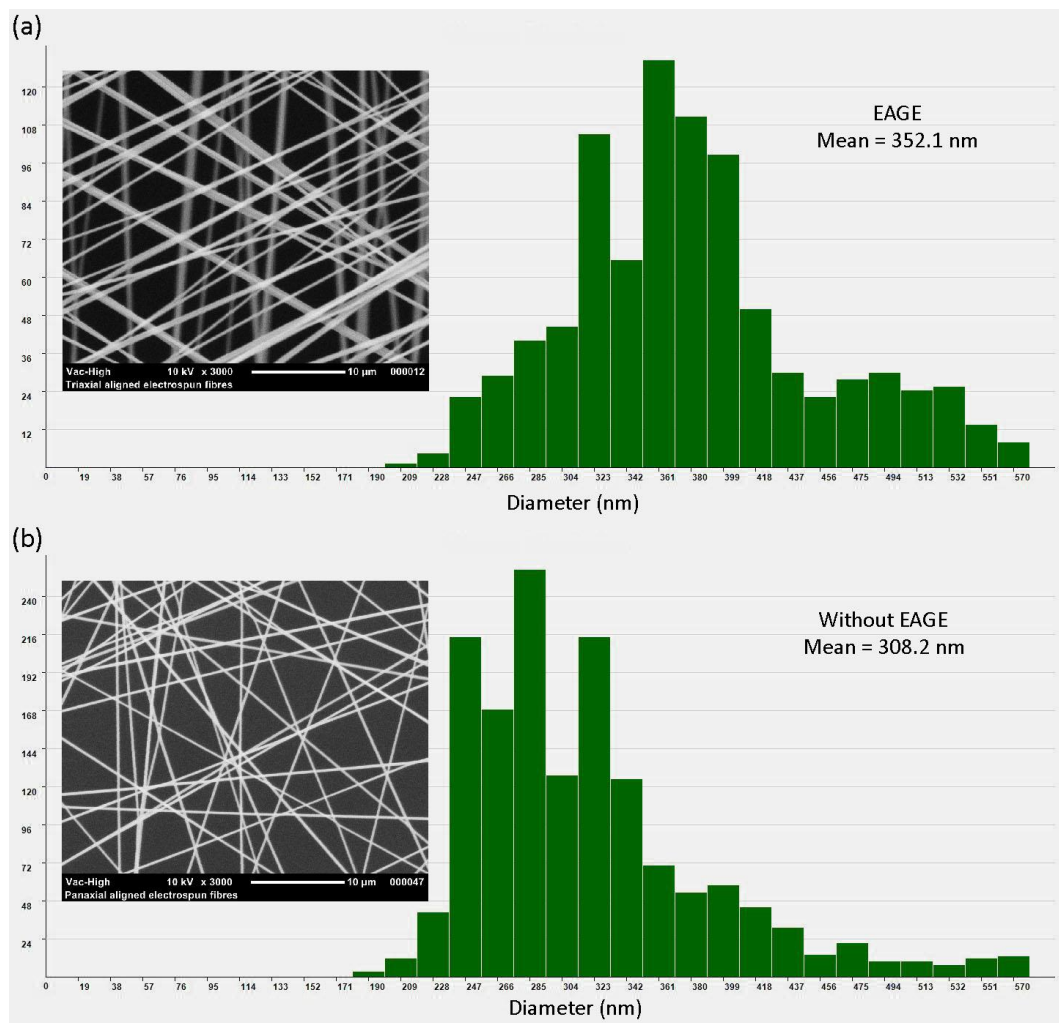 (a)
120
108
96
84
72
60
48
36
24
12
EAGE
Mean = 352.1 nm
Vac-High 10 kV x 3000 10 µm 000012
Triaxial aligned electrospun fibres
0 19 38 57 76 95 114 133 152 171 190 209 228 247 266 285 304 323 342 361 380 399 418 437 456 475 494 513 532 551 570
Diameter (nm)
(b)
240
216
192
168
144
120
96
72
48
24
Without EAGE
Mean = 308.2 nm
Vac-High 10 kV x 3000 10 µm 000047
Panaxial aligned electrospun fibres
0 19 38 57 76 95 114 133 152 171 190 209 228 247 266 285 304 323 342 361 380 399 418 437 456 475 494 513 532 551 570
Diameter (nm)